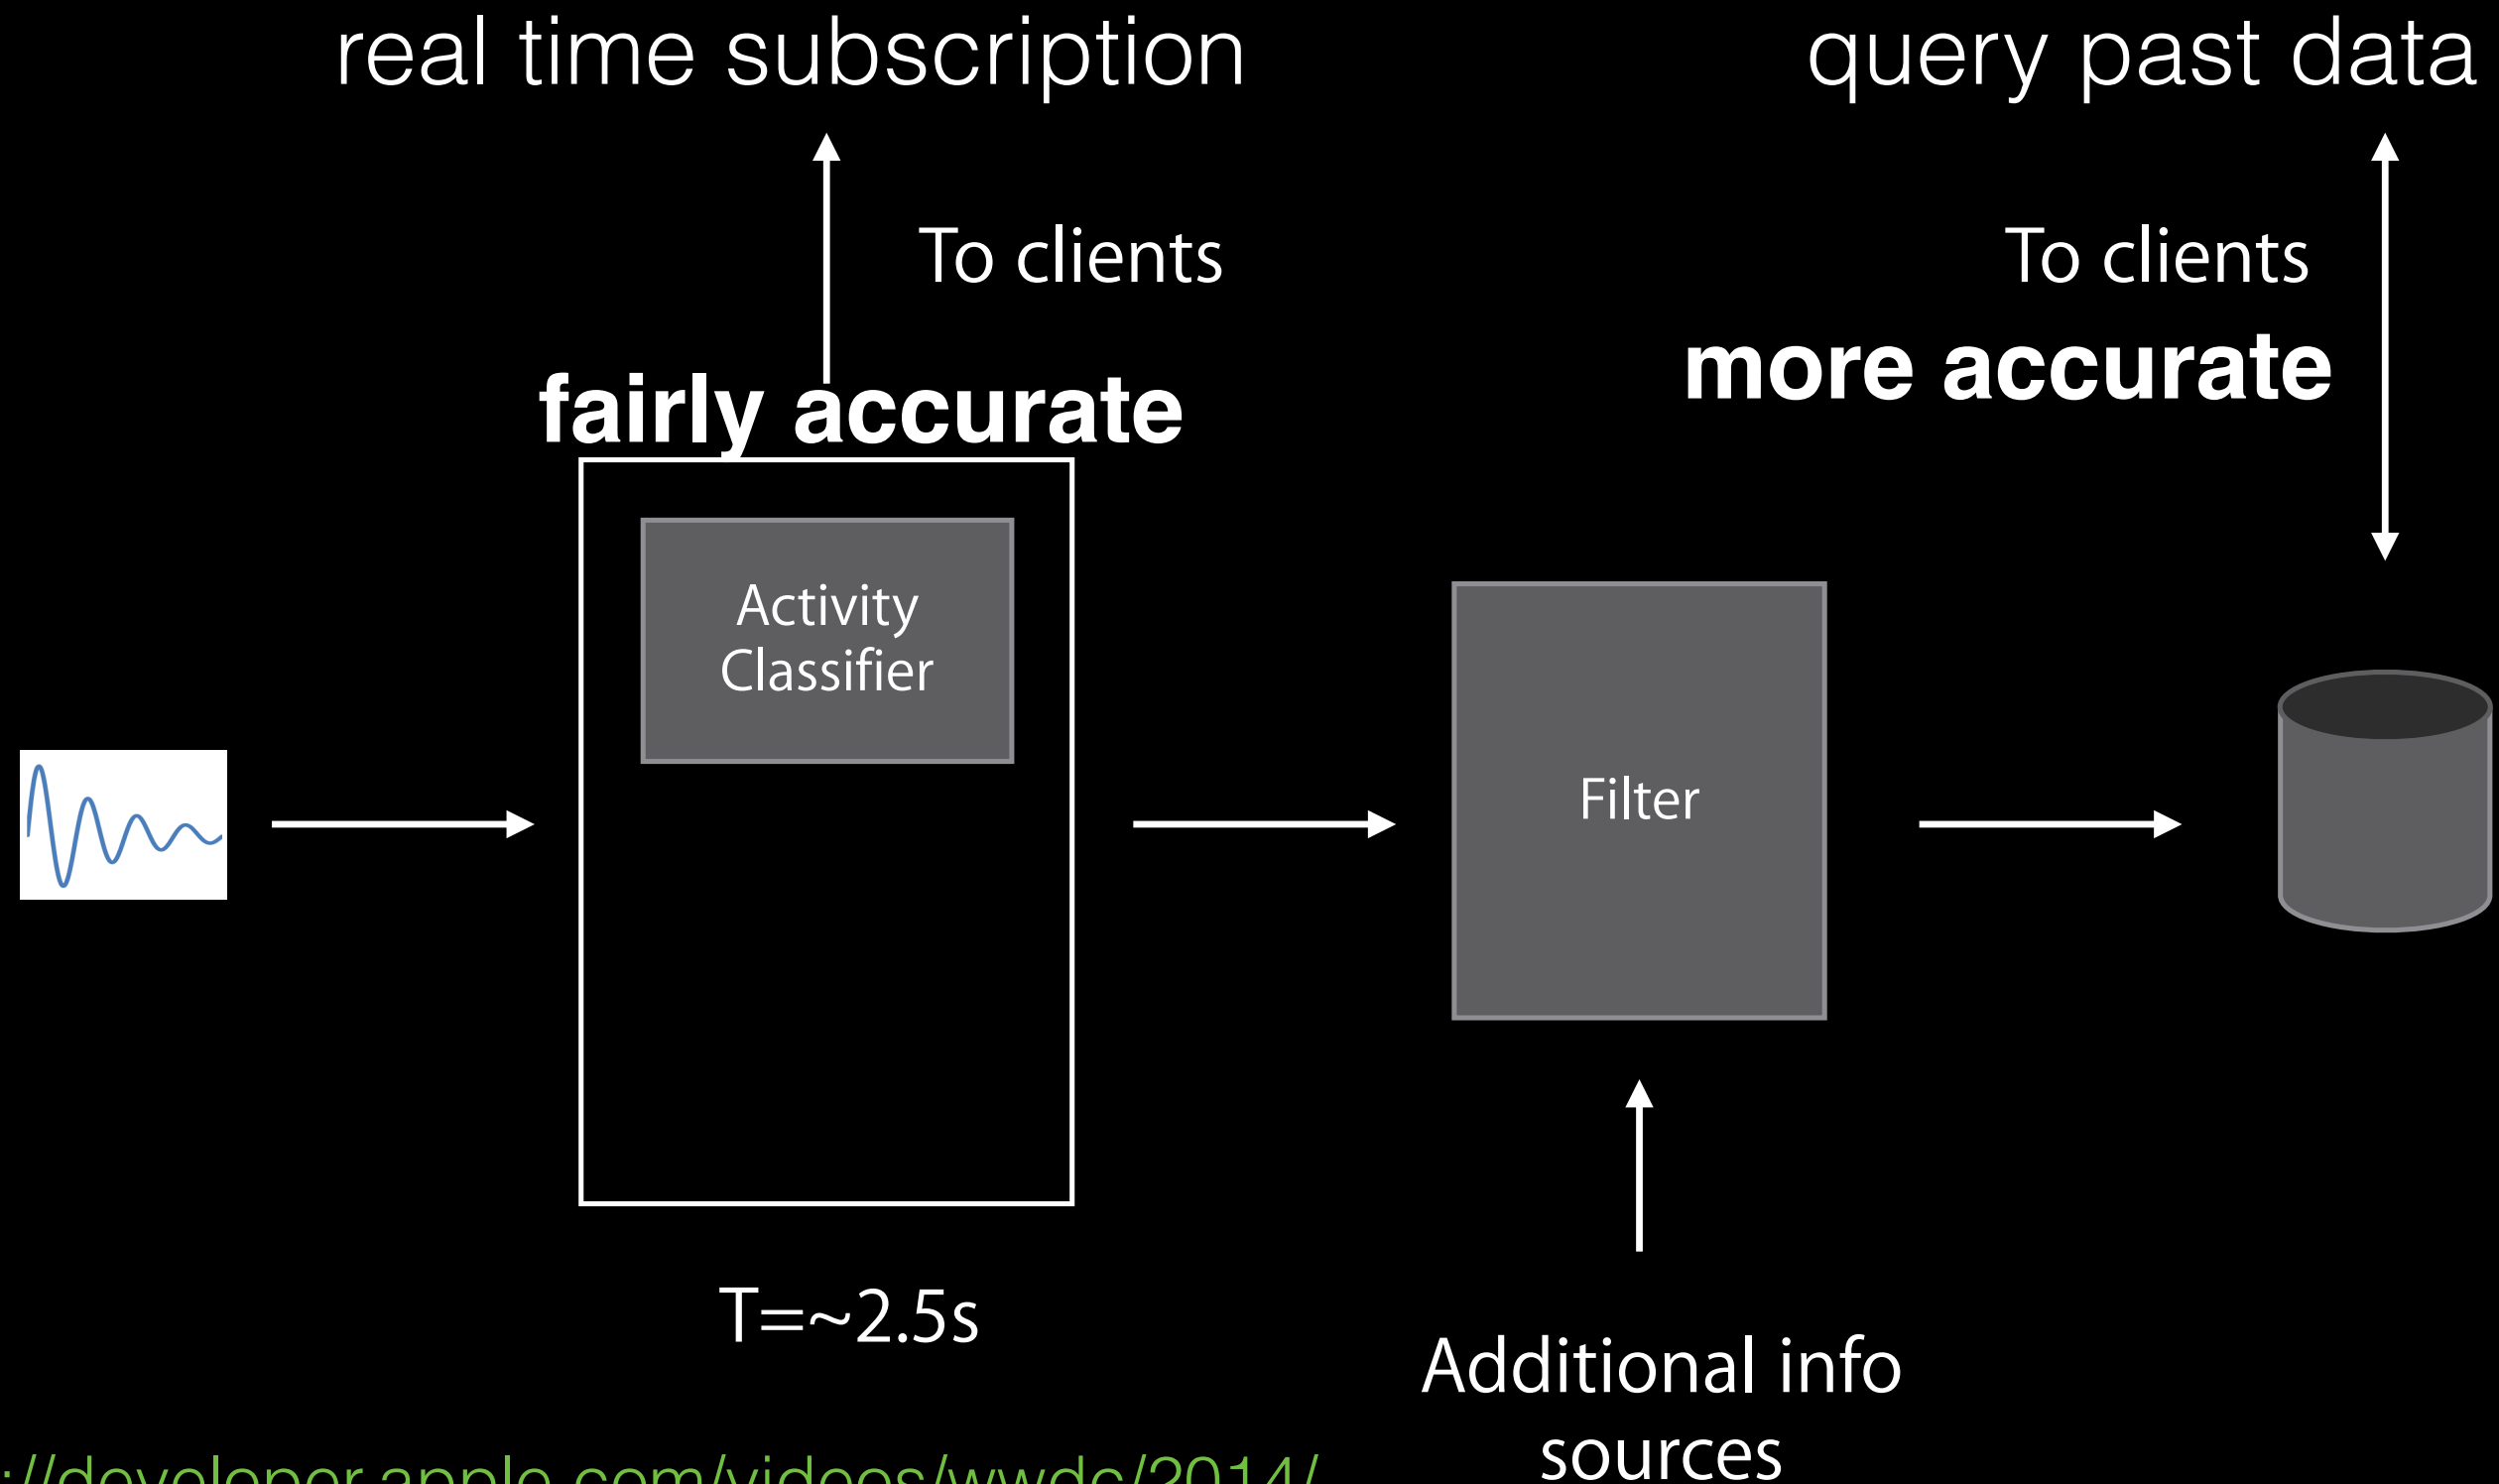 real time subscription
query past data
To clients
To clients
fairly accurate
more accurate
Activity
Classifier
Filter
T=~2.5s
Additional info
sources
://developer.apple.com/videos/wwdc/2014/